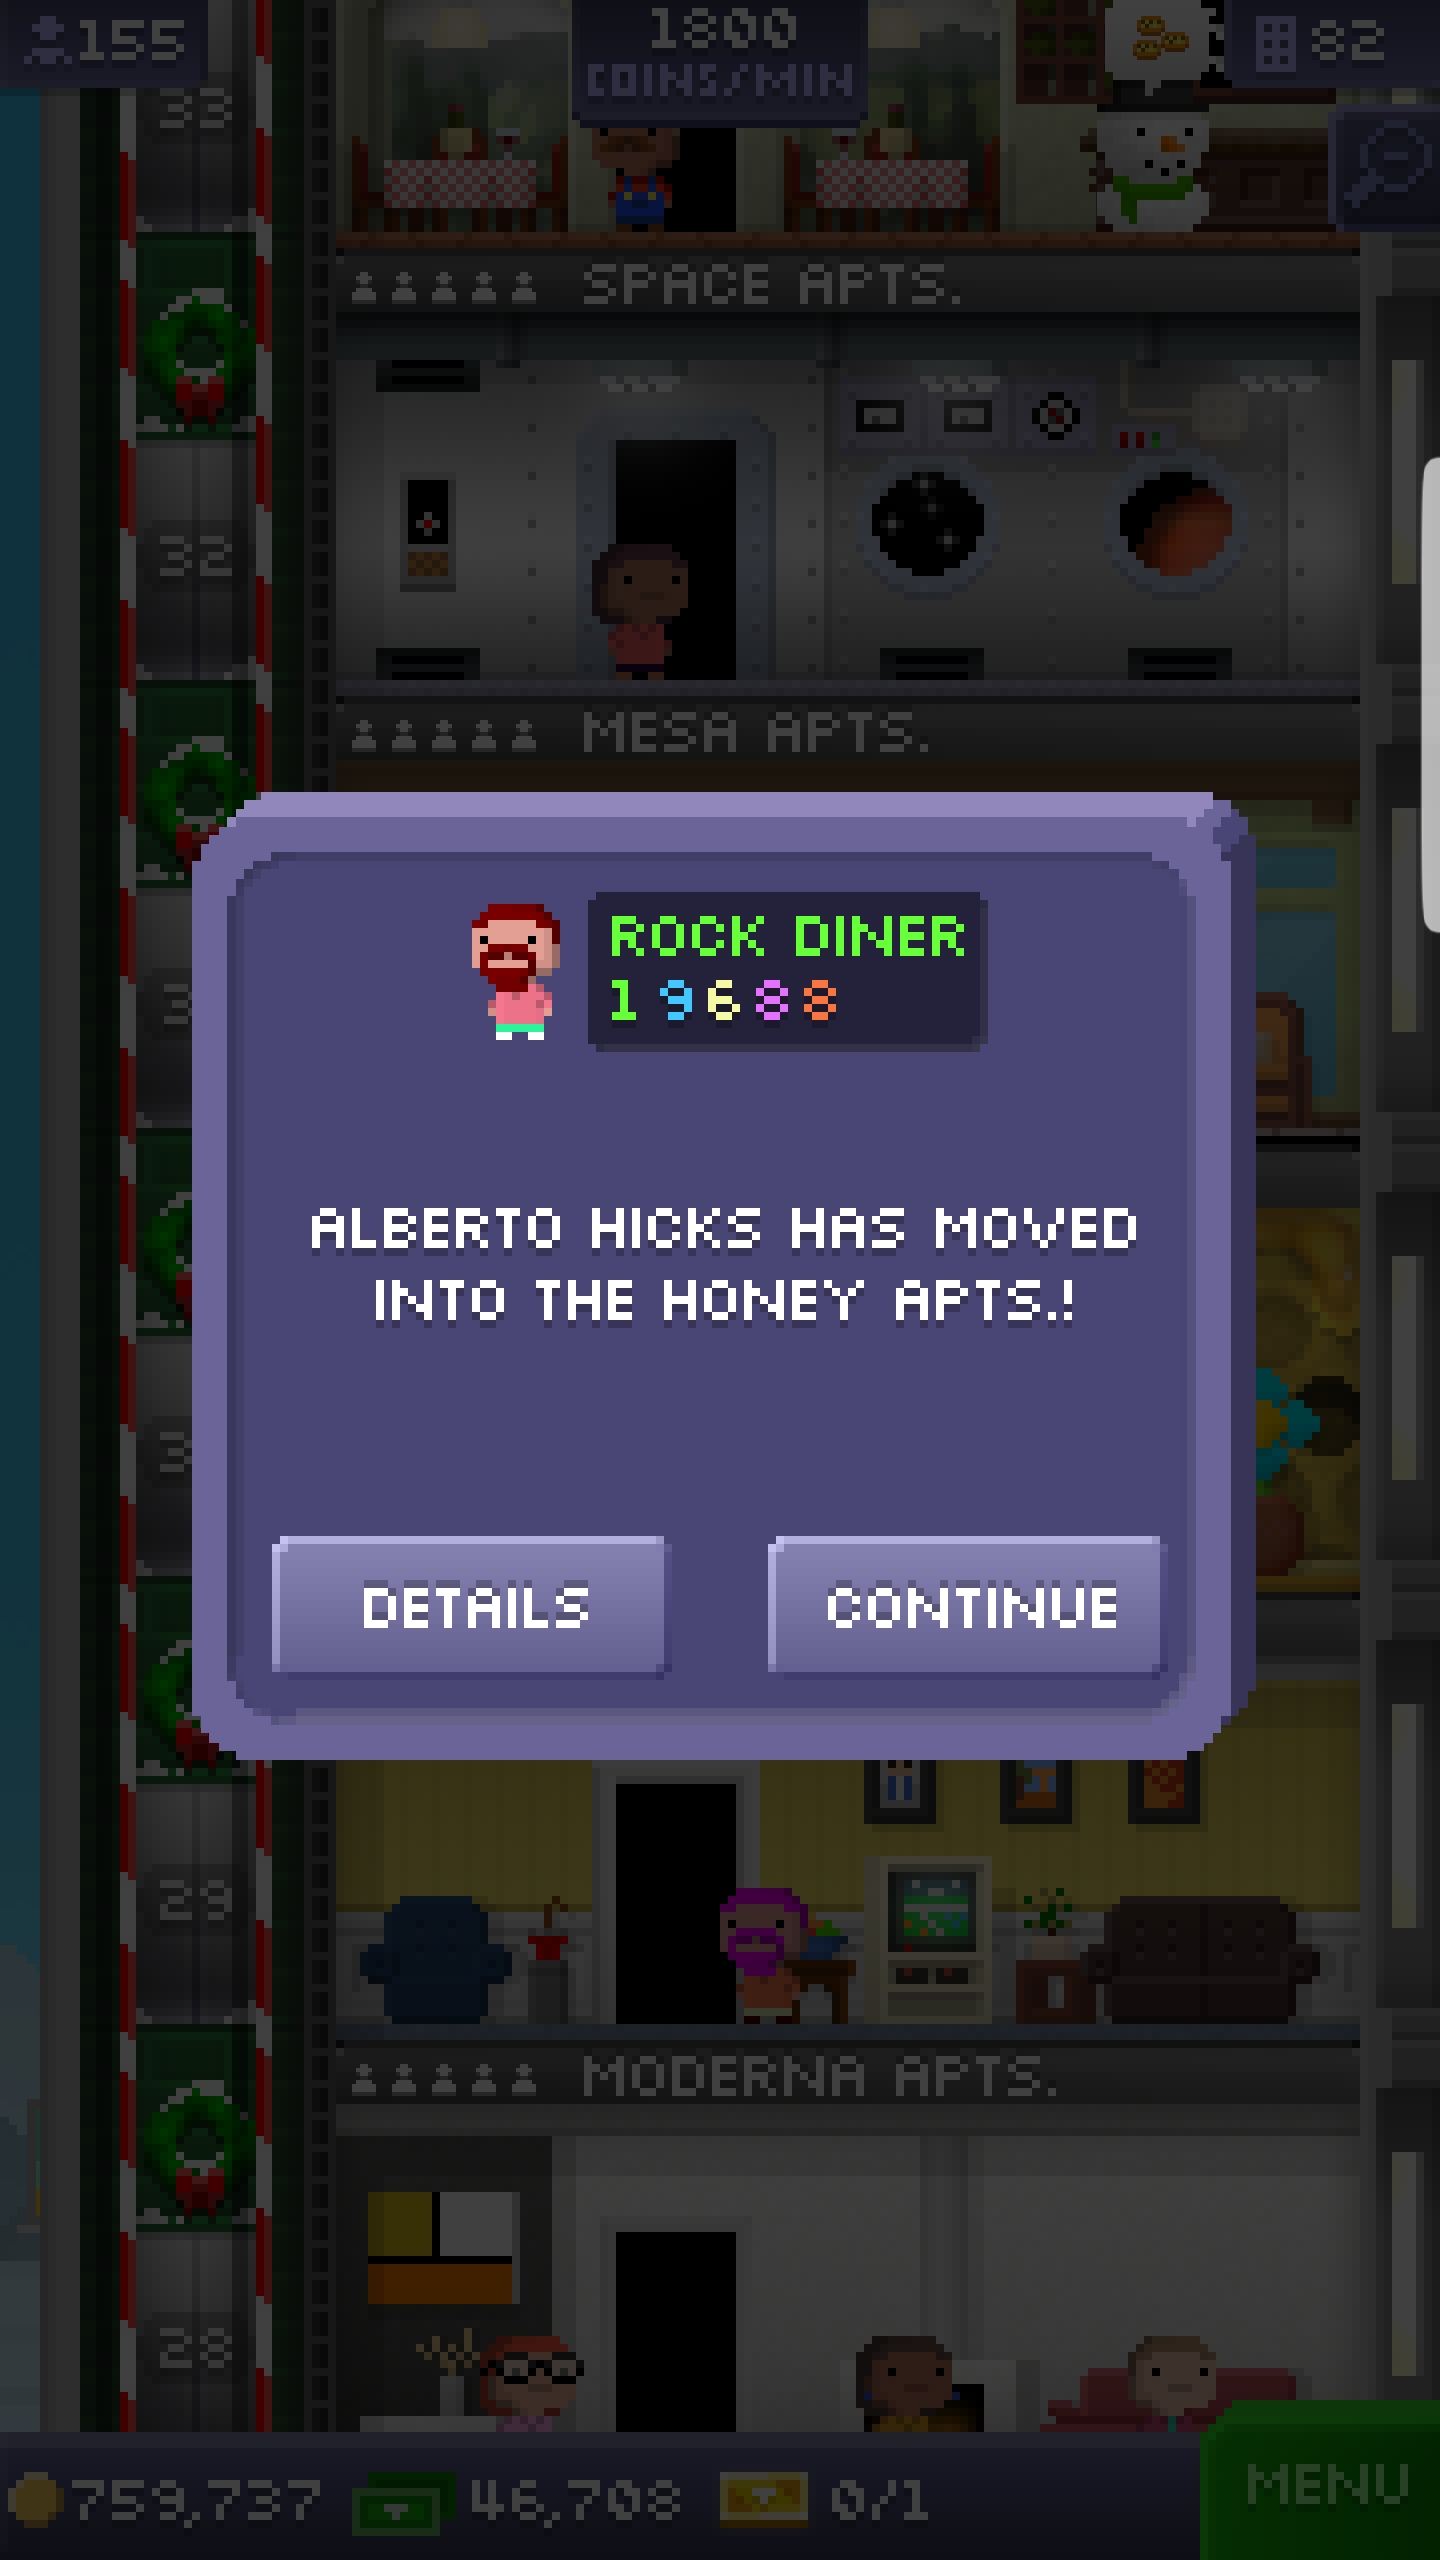 155
1800
COINS/MIN
82
33
SPACE APTS.
32
MESA APTS.
ROCK DINER
1 9 6 8 8
ALBERTO HICKS HAS MOVED
INTO THE HONEY APTS.!
DETAILS
CONTINUE
29
MODERNA APTS.
28
759,737
46,708
0/1
MENU